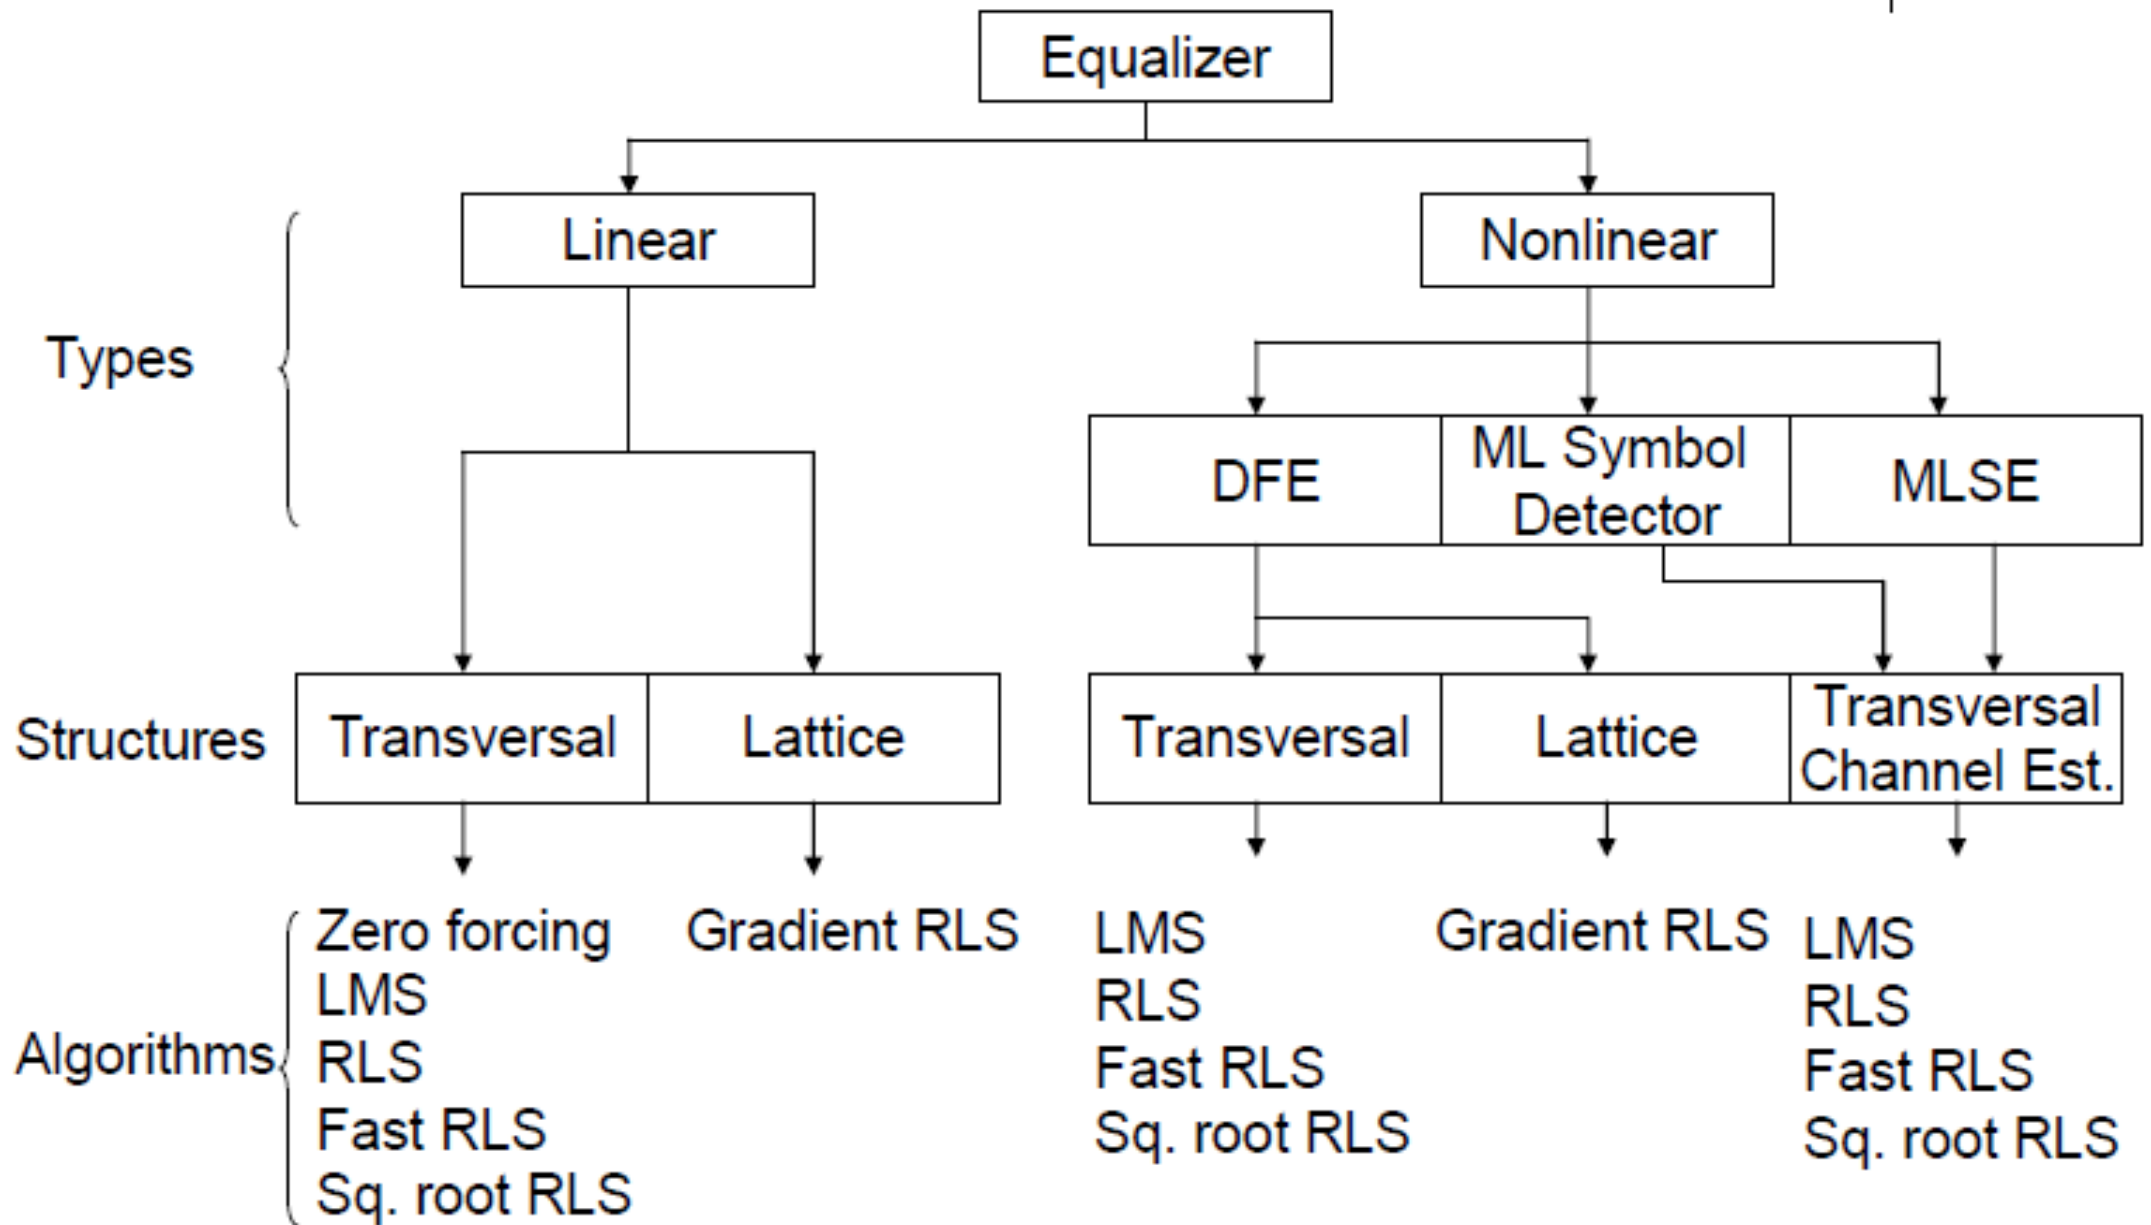 Equalizer
Linear
Nonlinear
Types
DFE
ML Symbol
Detector
MLSE
Structures
Transversal
Lattice
Transversal
Lattice
Transversal
Channel Est.
Algorithms
Zero forcing
LMS
RLS
Fast RLS
Sq. root RLS
Gradient RLS
LMS
RLS
Fast RLS
Sq. root RLS
Gradient RLS
LMS
RLS
Fast RLS
Sq. root RLS